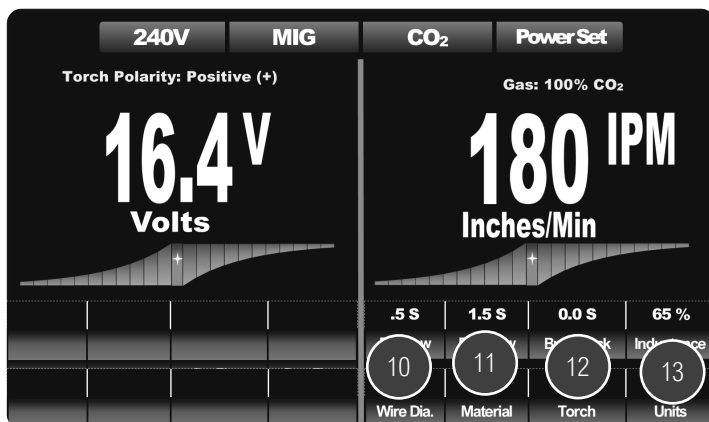 240V MIG CO₂ Power Set
Torch Polarity: Positive (+)
Gas: 100% CO₂
16.4 V
Volts
180 IPM
Inches/Min
.5 S 1.5 S 0.0 S 65 %
10 11 12 13
Wire Dia. Material Torch Units